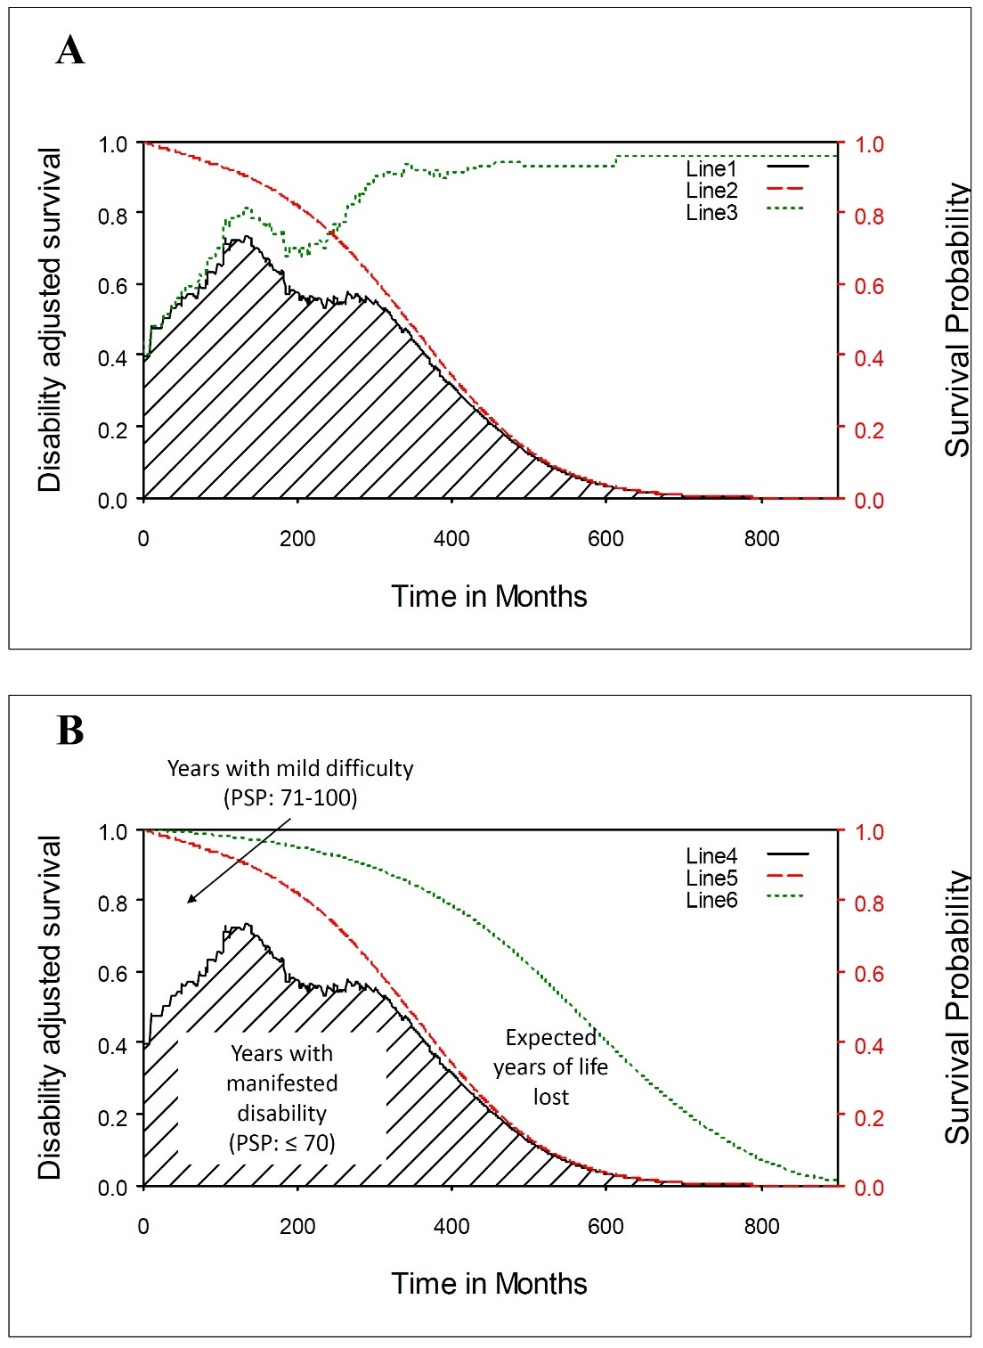 A
Disability adjusted survival
1.0
0.8
0.6
0.4
0.2
0.0
Line1
Line2
Line3
1.0
0.8
0.6
0.4
0.2
0.0
Survival Probability
0 200 400 600 800
Time in Months
B
Years with mild difficulty
(PSP: 71-100)
Disability adjusted survival
1.0
0.8
0.6
0.4
0.2
0.0
Line4
Line5
Line6
Expected
years of life
lost
Years with
manifested
disability
(PSP: ≤ 70)
1.0
0.8
0.6
0.4
0.2
0.0
Survival Probability
0 200 400 600 800
Time in Months